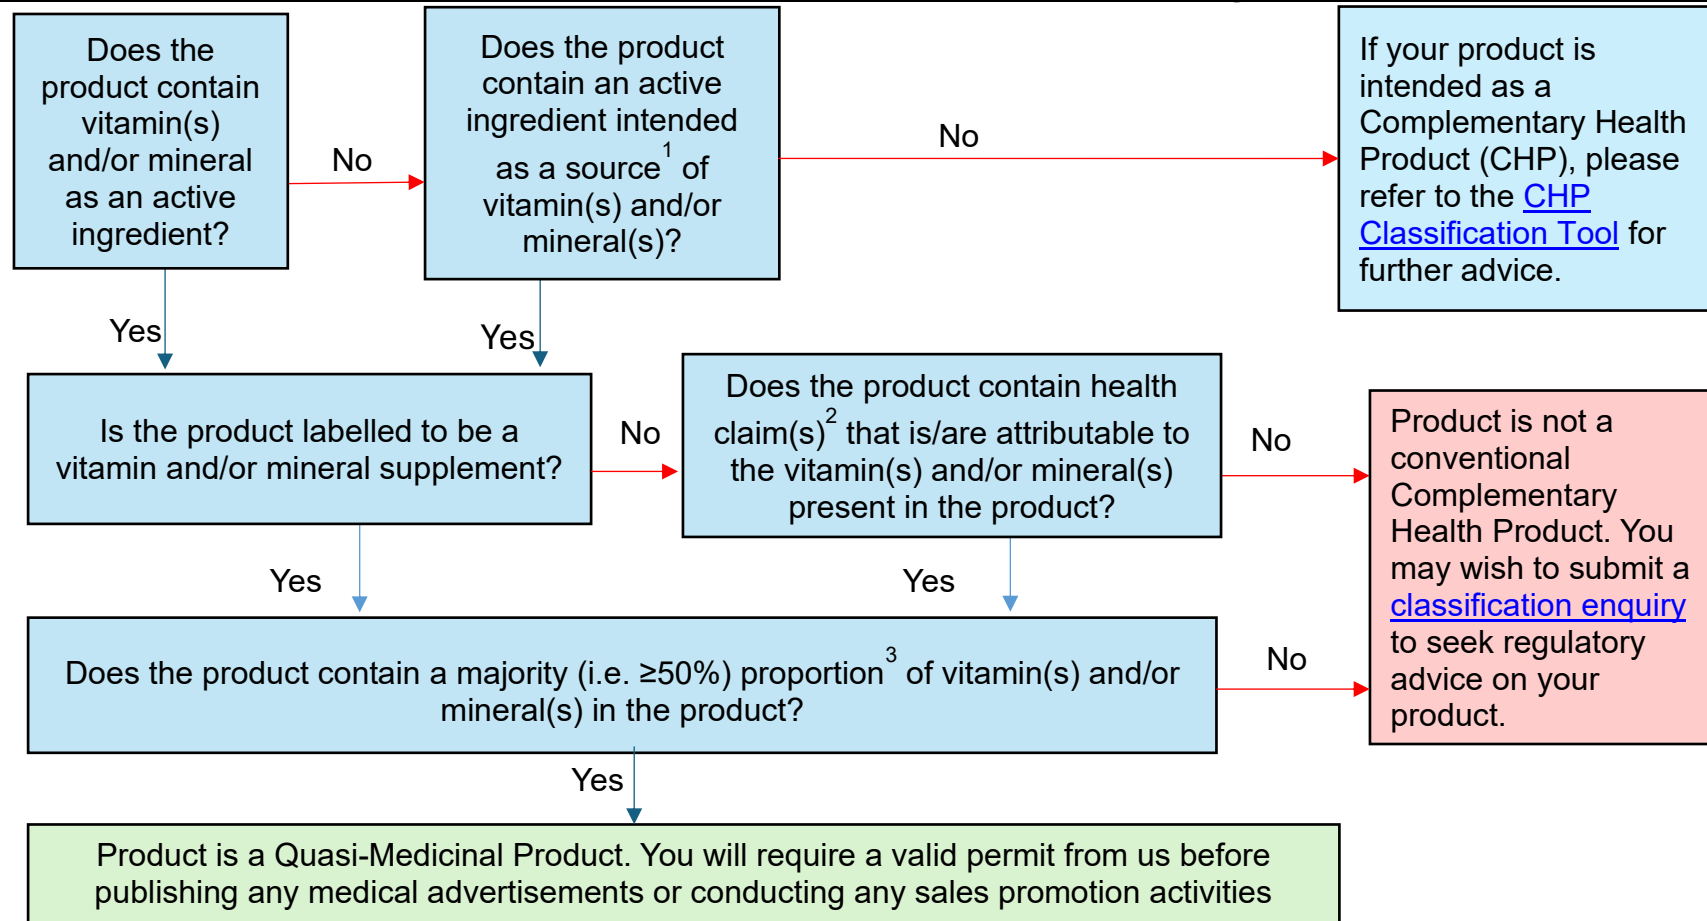 Does the
product contain
vitamin(s)
and/or mineral
as an active
ingredient?
No
Does the product
contain an active
ingredient intended
as a source1 of
vitamin(s) and/or
mineral(s)?
No
If your product is
intended as a
Complementary Health
Product (CHP), please
refer to the CHP
Classification Tool for
further advice.
Yes
Yes
Is the product labelled to be a
vitamin and/or mineral supplement?
No
Does the product contain health
claim(s)2 that is/are attributable to
the vitamin(s) and/or mineral(s)
present in the product?
No
Product is not a
conventional
Complementary
Health Product. You
may wish to submit a
classification enquiry
to seek regulatory
advice on your
product.
Yes
Yes
Does the product contain a majority (i.e. ≥50%) proportion3 of vitamin(s) and/or
mineral(s) in the product?
No
Yes
Product is a Quasi-Medicinal Product. You will require a valid permit from us before
publishing any medical advertisements or conducting any sales promotion activities